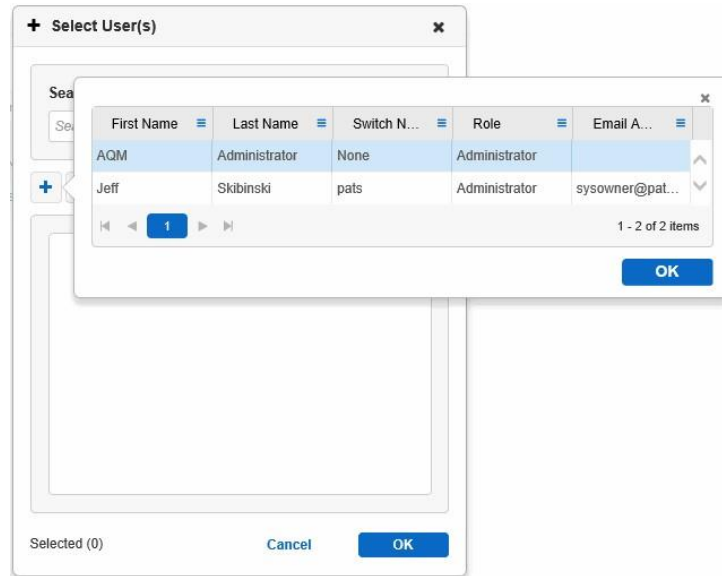 Select User(s)
Sea
Sea
First Name Last Name Switch N... Role Email A...
AQM Administrator None Administrator
Jeff Skibinski pats Administrator sysowner@pat...
1 1 - 2 of 2 items
OK
Selected (0) Cancel OK